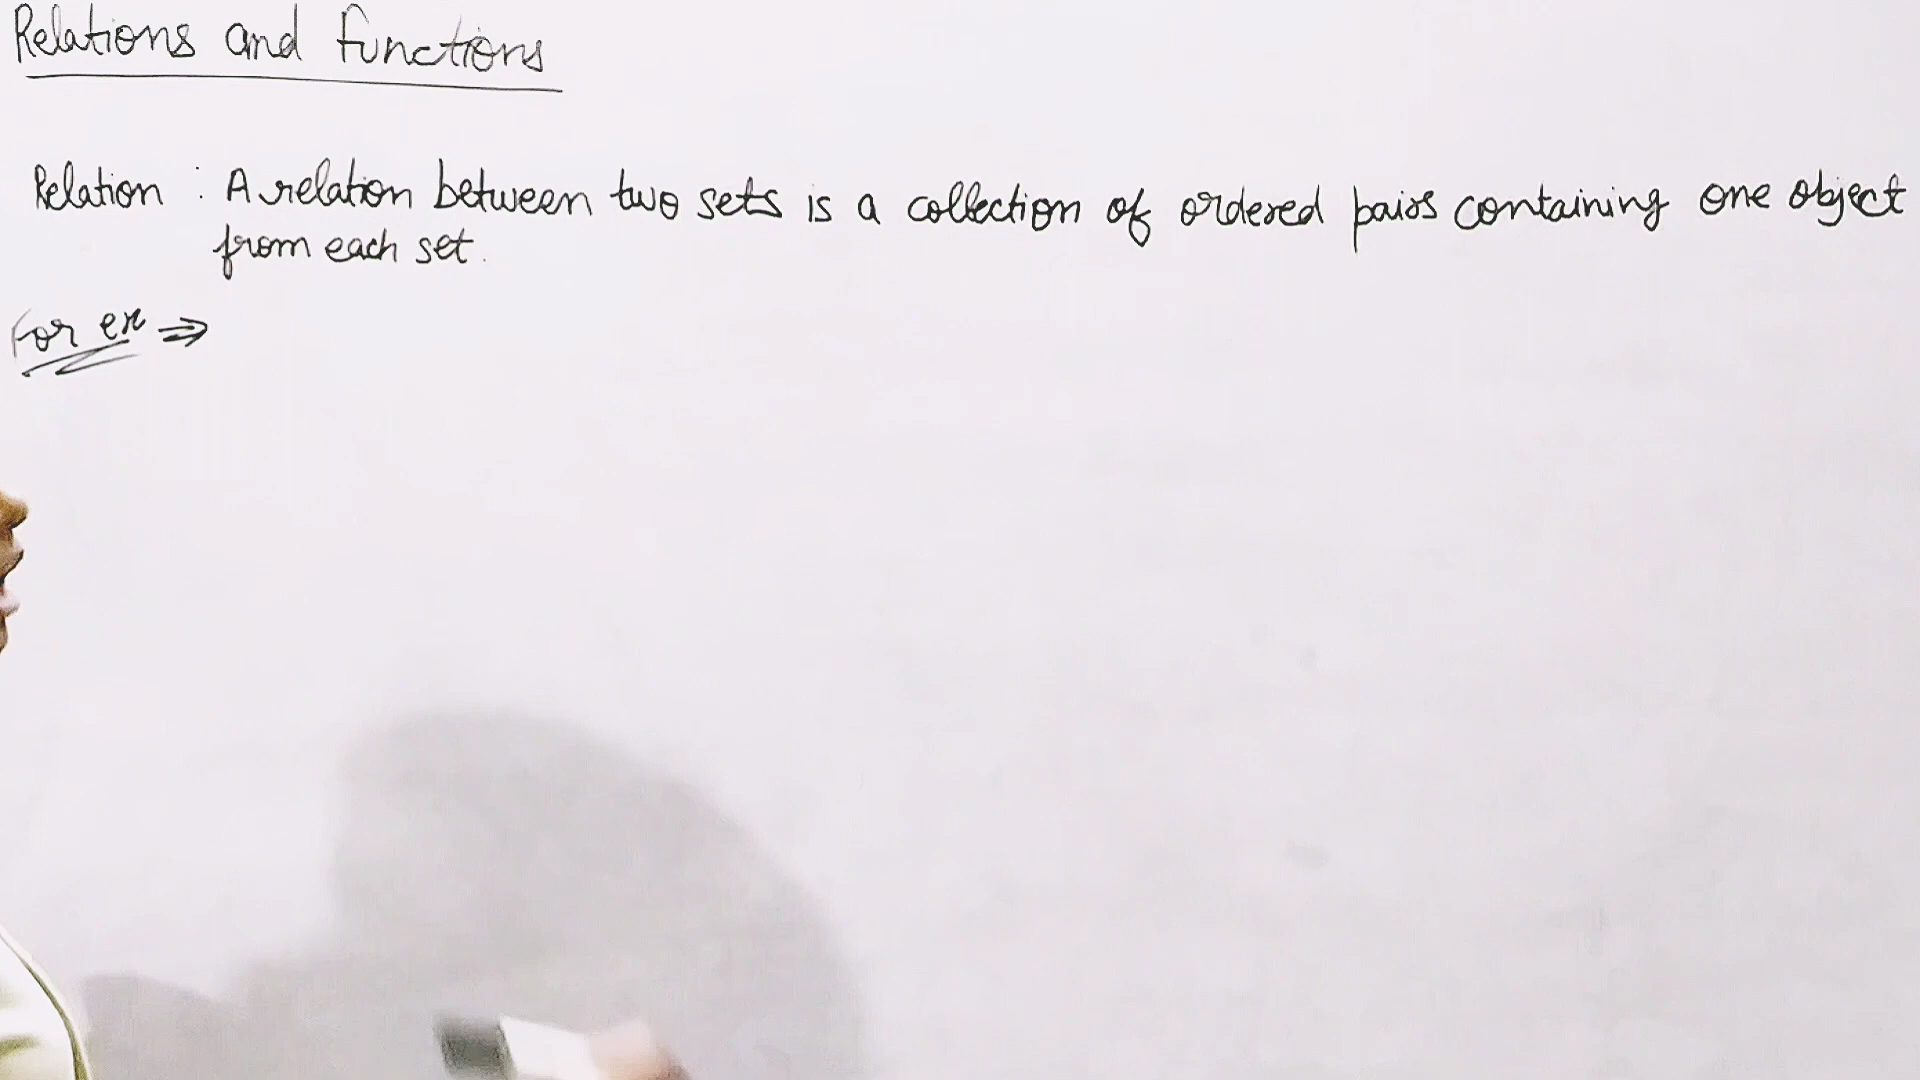 Relations and functions
Relation : A relation between two sets is a collection of ordered pairs containing one object
from each set.
For ex ⇒